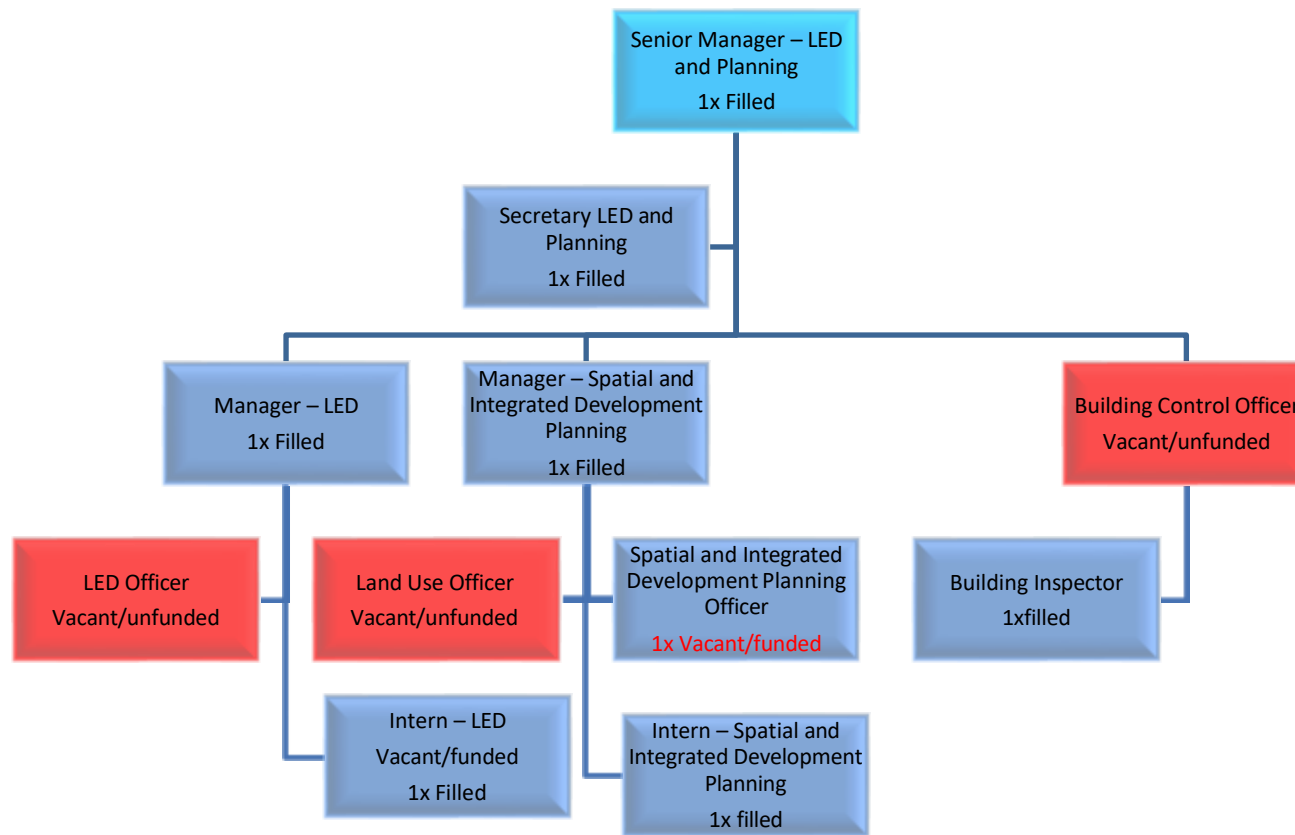 Senior Manager – LED
and Planning
1x Filled
Secretary LED and
Planning
1x Filled
Manager – LED
1x Filled
Manager – Spatial and
Integrated Development
Planning
1x Filled
Building Control Officer
Vacant/unfunded
LED Officer
Vacant/unfunded
Land Use Officer
Vacant/unfunded
Spatial and Integrated
Development Planning
Officer
1x Vacant/funded
Building Inspector
1xfilled
Intern – LED
Vacant/funded
1x Filled
Intern – Spatial and
Integrated Development
Planning
1x filled